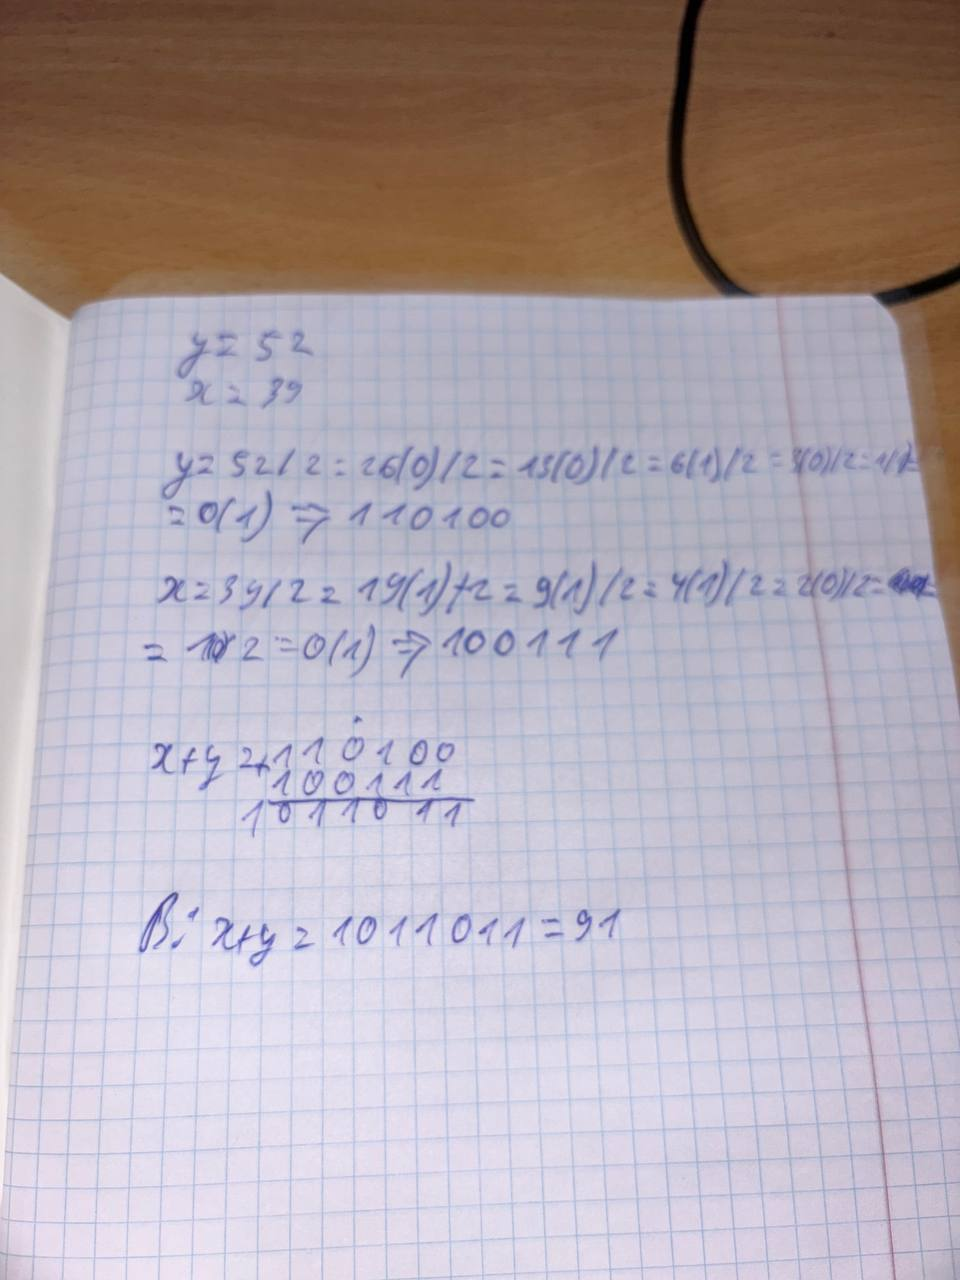 y = 52
x = 39
y = 52/2 = 26(0)/2 = 13(0)/2 = 6(1)/2 = 3(0)/2 = 1(1)=
= 0(1) ⇒ 110100
x = 39/2 = 19(1)/2 = 9(1)/2 = 4(1)/2 = 2(0)/2 =
= 1(0)/2 = 0(1) ⇒ 100111
x+y = + 110100
100111
1011011
B: x+y = 1011011 = 91